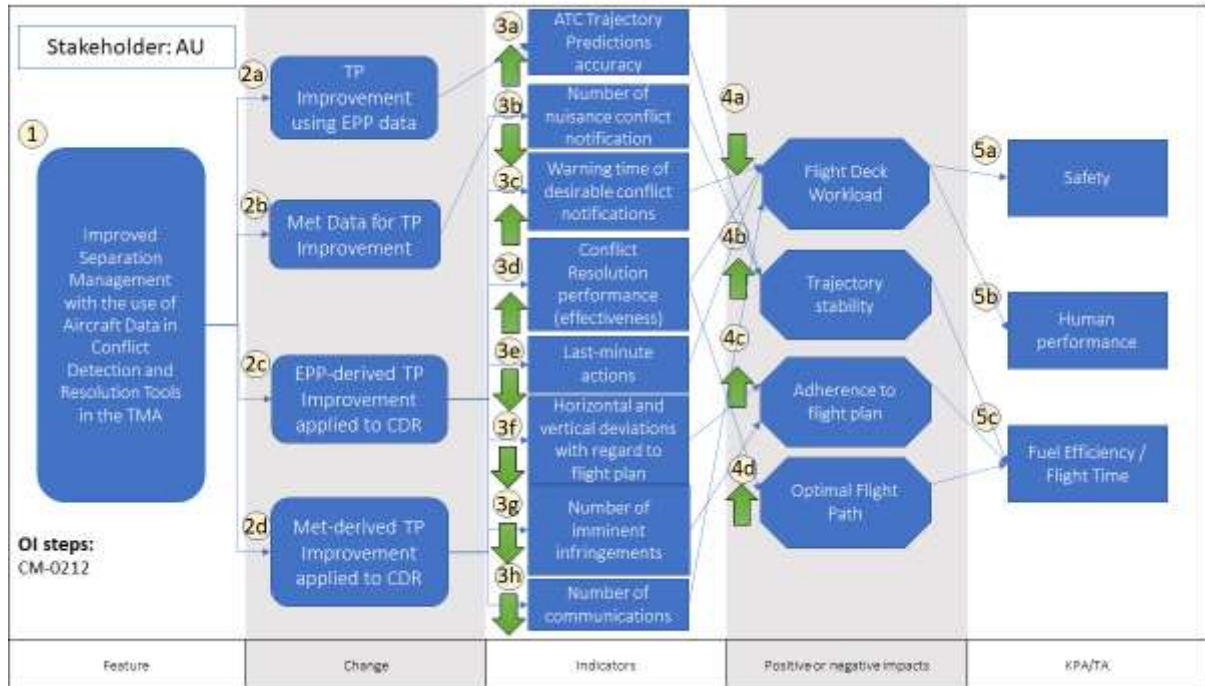 Stakeholder: AU
1
Improved
Separation
Management
with the use of
Aircraft Data in
Conflict
Detection and
Resolution Tools
in the TMA
OI steps:
CM-0212
2a
TP
Improvement
using EPP data
2b
Met Data for TP
Improvement
2c
EPP-derived TP
Improvement
applied to CDR
2d
Met-derived TP
Improvement
applied to CDR
3a
ATC Trajectory
Predictions
accuracy
3b
Number of
nuisance conflict
notification
3c
Warning time of
desirable conflict
notifications
3d
Conflict
Resolution
performance
(effectiveness)
3e
Last-minute
actions
3f
Horizontal and
vertical deviations
with regard to
flight plan
3g
Number of
imminent
infringements
3h
Number of
communications
4a
Flight Deck
Workload
4b
Trajectory
stability
4c
Adherence to
flight plan
4d
Optimal Flight
Path
5a
Safety
5b
Human
performance
5c
Fuel Efficiency /
Flight Time
Feature
Change
Indicators
Positive or negative impacts
KPA/TA